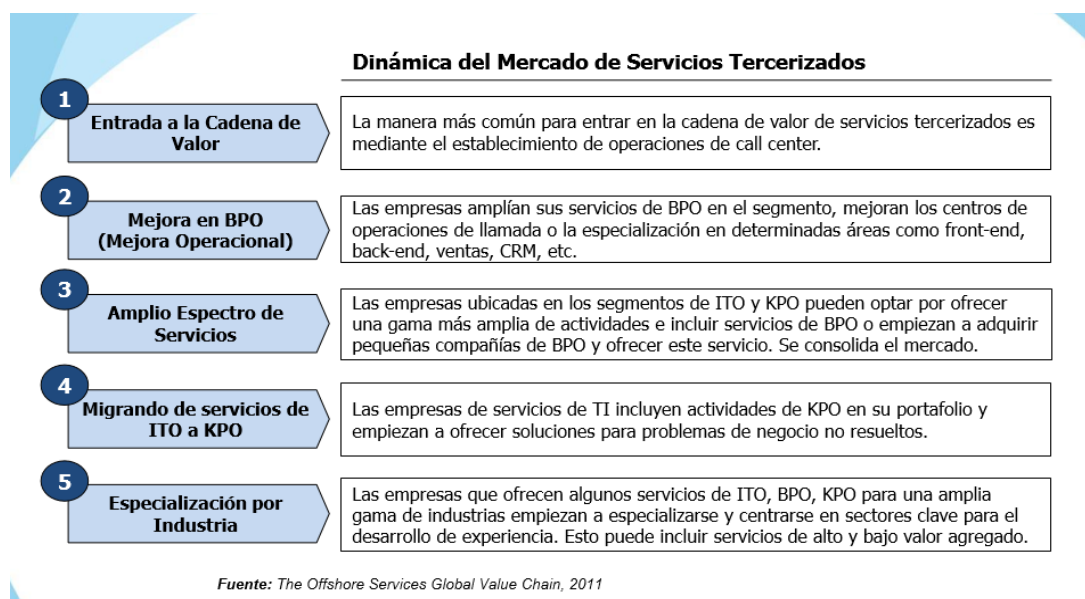 Dinámica del Mercado de Servicios Tercerizados
1
Entrada a la Cadena de
Valor
La manera más común para entrar en la cadena de valor de servicios tercerizados es
mediante el establecimiento de operaciones de call center.
2
Mejora en BPO
(Mejora Operacional)
Las empresas amplían sus servicios de BPO en el segmento, mejoran los centros de
operaciones de llamada o la especialización en determinadas áreas como front-end,
back-end, ventas, CRM, etc.
3
Amplio Espectro de
Servicios
Las empresas ubicadas en los segmentos de ITO y KPO pueden optar por ofrecer
una gama más amplia de actividades e incluir servicios de BPO o empiezan a adquirir
pequeñas compañías de BPO y ofrecer este servicio. Se consolida el mercado.
4
Migrando de servicios de
ITO a KPO
Las empresas de servicios de TI incluyen actividades de KPO en su portafolio y
empiezan a ofrecer soluciones para problemas de negocio no resueltos.
5
Especialización por
Industria
Las empresas que ofrecen algunos servicios de ITO, BPO, KPO para una amplia
gama de industrias empiezan a especializarse y centrarse en sectores clave para el
desarrollo de experiencia. Esto puede incluir servicios de alto y bajo valor agregado.
Fuente: The Offshore Services Global Value Chain, 2011